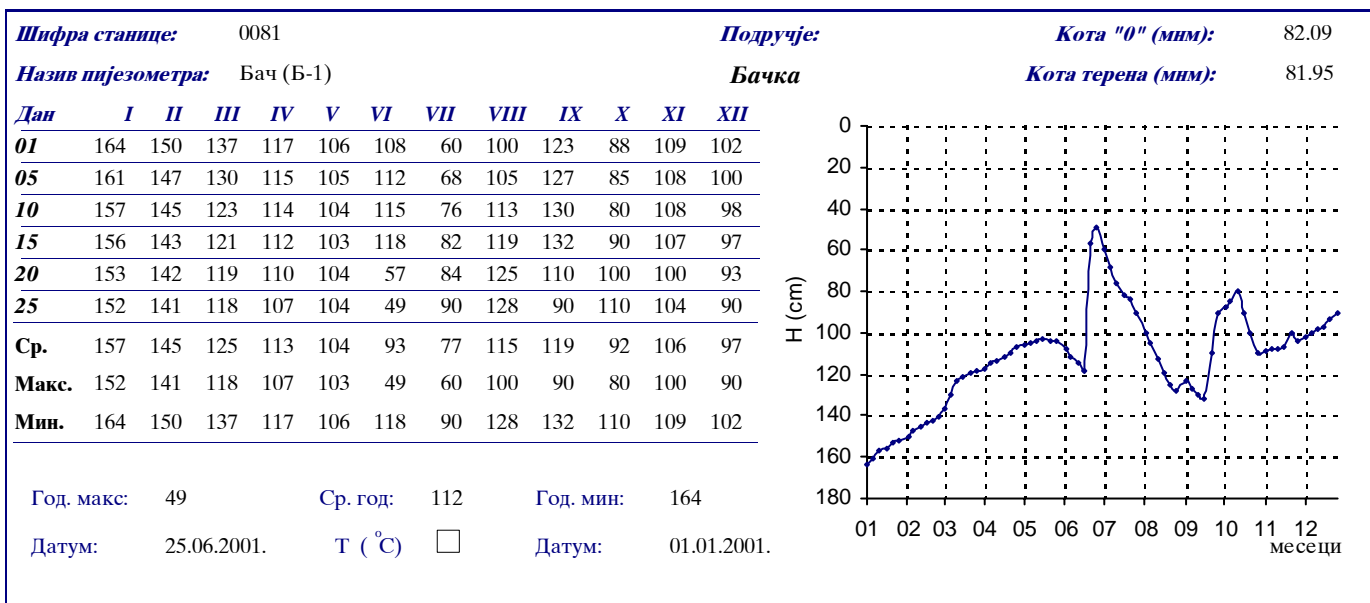 Шифра станице: 0081 Подручје: Кота "0" (мнм): 82.09
Назив пијезометра: Бач (Б-1) Бачка Кота терена (мнм): 81.95
Дан I II III IV V VI VII VIII IX X XI XII
01 164 150 137 117 106 108 60 100 123 88 109 102
05 161 147 130 115 105 112 68 105 127 85 108 100
10 157 145 123 114 104 115 76 113 130 80 108 98
15 156 143 121 112 103 118 82 119 132 90 107 97
20 153 142 119 110 104 57 84 125 110 100 100 93
25 152 141 118 107 104 49 90 128 90 110 104 90
Ср. 157 145 125 113 104 93 77 115 119 92 106 97
Макс. 152 141 118 107 103 49 60 100 90 80 100 90
Мин. 164 150 137 117 106 118 90 128 132 110 109 102
Год. макс: 49 Ср. год: 112 Год. мин: 164
Датум: 25.06.2001. Т ( °С) Датум: 01.01.2001.
0
20
40
60
80
100
120
140
160
180
H (cm)
01 02 03 04 05 06 07 08 09 10 11 12
месеци